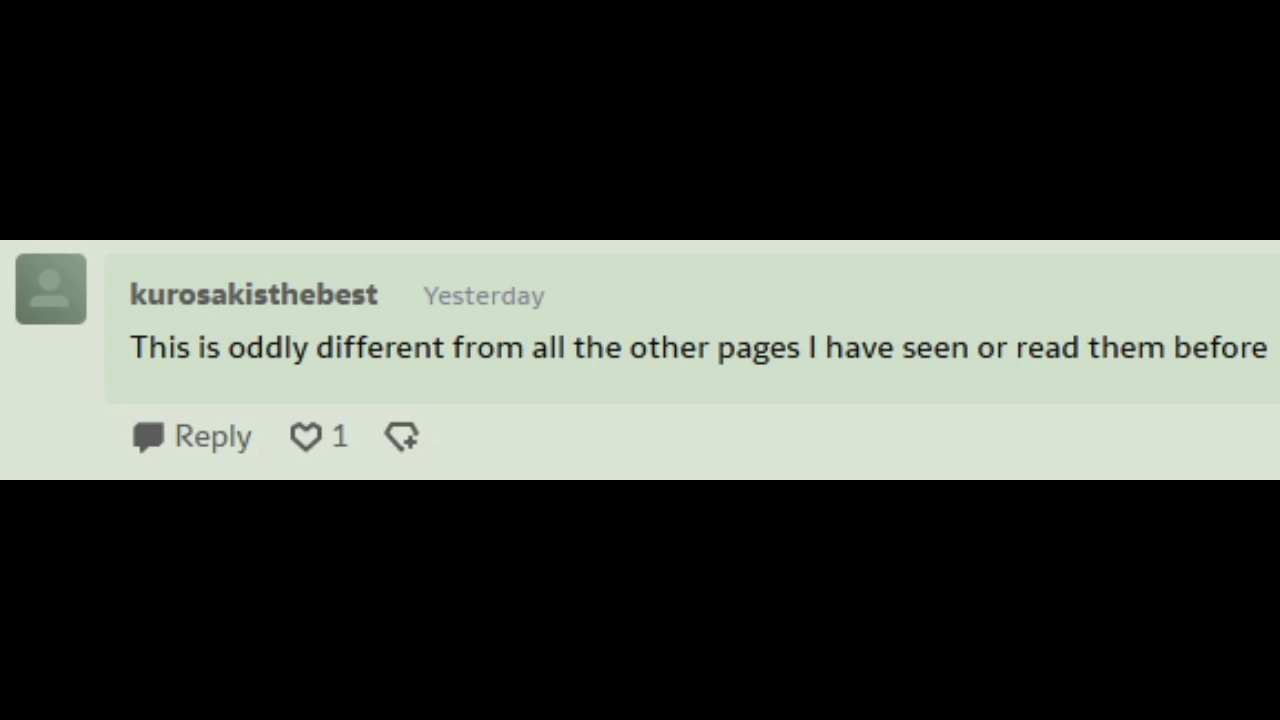 kurosakisthebest Yesterday
This is oddly different from all the other pages I have seen or read them before
Reply 1